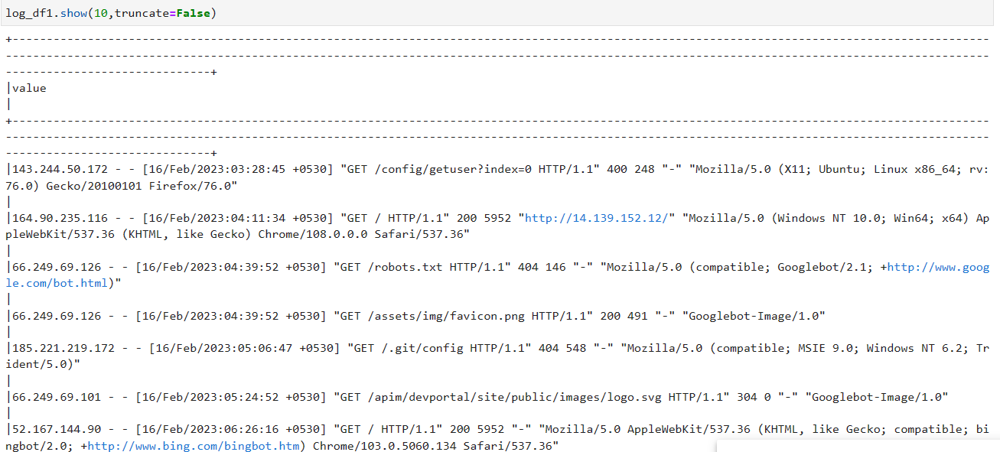 log_df1.show(10,truncate=False)
+-----------------------------------------------------------------------------------------------------------------------------------------------
------------------------------------------------------------------------------------------------------------------------------------------------
------------------------------+
|value
|
+-----------------------------------------------------------------------------------------------------------------------------------------------
------------------------------------------------------------------------------------------------------------------------------------------------
------------------------------+
|143.244.50.172 - - [16/Feb/2023:03:28:45 +0530] "GET /config/getuser?index=0 HTTP/1.1" 400 248 "-" "Mozilla/5.0 (X11; Ubuntu; Linux x86_64; rv:
76.0) Gecko/20100101 Firefox/76.0"
|
|164.90.235.116 - - [16/Feb/2023:04:11:34 +0530] "GET / HTTP/1.1" 200 5952 "http://14.139.152.12/" "Mozilla/5.0 (Windows NT 10.0; Win64; x64) Ap
pleWebKit/537.36 (KHTML, like Gecko) Chrome/108.0.0.0 Safari/537.36"
|
|66.249.69.126 - - [16/Feb/2023:04:39:52 +0530] "GET /robots.txt HTTP/1.1" 404 146 "-" "Mozilla/5.0 (compatible; Googlebot/2.1; +http://www.goog
le.com/bot.html)"
|
|66.249.69.126 - - [16/Feb/2023:04:39:52 +0530] "GET /assets/img/favicon.png HTTP/1.1" 200 491 "-" "Googlebot-Image/1.0"
|
|185.221.219.172 - - [16/Feb/2023:05:06:47 +0530] "GET /.git/config HTTP/1.1" 404 548 "-" "Mozilla/5.0 (compatible; MSIE 9.0; Windows NT 6.2; Tr
ident/5.0)"
|
|66.249.69.101 - - [16/Feb/2023:05:24:52 +0530] "GET /apim/devportal/site/public/images/logo.svg HTTP/1.1" 304 0 "-" "Googlebot-Image/1.0"
|
|52.167.144.90 - - [16/Feb/2023:06:26:16 +0530] "GET / HTTP/1.1" 200 5952 "-" "Mozilla/5.0 AppleWebKit/537.36 (KHTML, like Gecko; compatible; bi
ngbot/2.0; +http://www.bing.com/bingbot.htm) Chrome/103.0.5060.134 Safari/537.36"